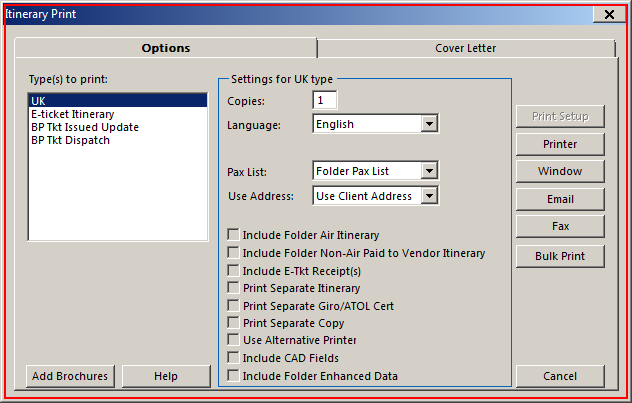 Itinerary Print
Options
Cover Letter
Type(s) to print:
UK
E-ticket Itinerary
BP Tkt Issued Update
BP Tkt Dispatch
Settings for UK type
Copies: 1
Language: English
Pax List: Folder Pax List
Use Address: Use Client Address
Include Folder Air Itinerary
Include Folder Non-Air Paid to Vendor Itinerary
Include E-Tkt Receipt(s)
Print Separate Itinerary
Print Separate Giro/ATOL Cert
Print Separate Copy
Use Alternative Printer
Include CAD Fields
Include Folder Enhanced Data
Print Setup
Printer
Window
Email
Fax
Bulk Print
Add Brochures
Help
Cancel